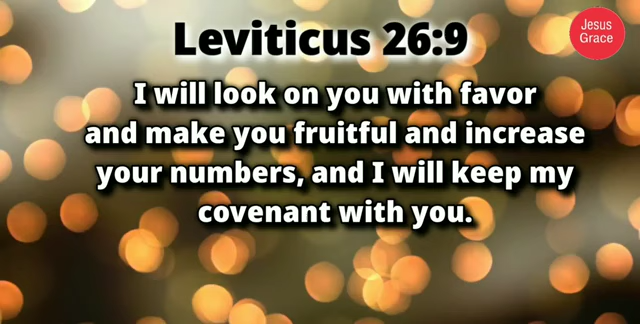 Leviticus 26:9
Jesus
Grace
I will look on you with favor
and make you fruitful and increase
your numbers, and I will keep my
covenant with you.